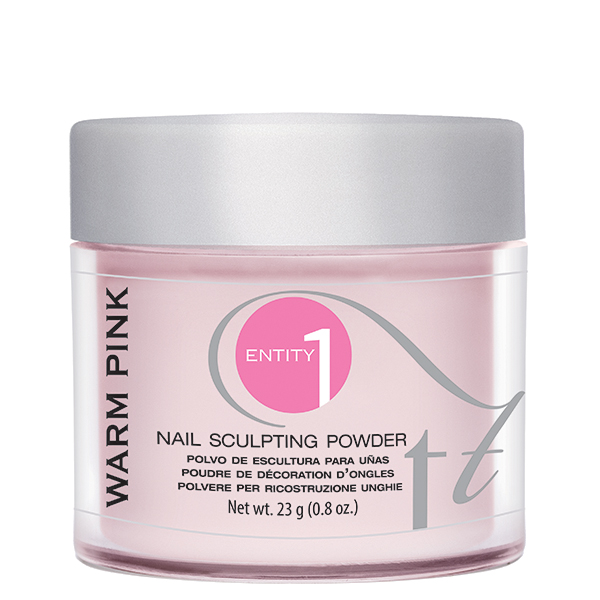 WARM PINK
ENTITY 1
NAIL SCULPTING POWDER
POLVO DE ESCULTURA PARA UÑAS
POUDRE DE DÉCORATION D'ONGLES
POLVERE PER RICOSTRUZIONE UNGHIE
Net wt. 23 g (0.8 oz.)